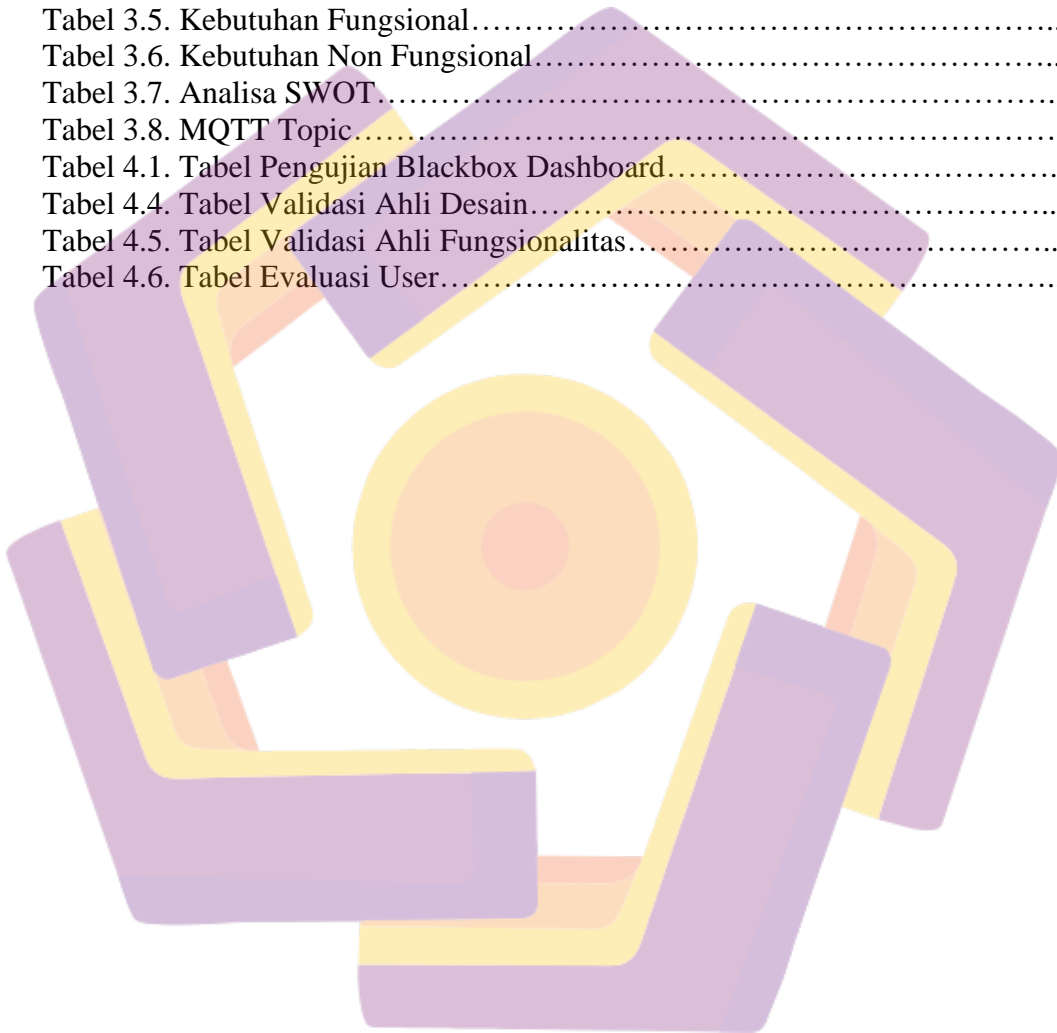 Tabel 3.5. Kebutuhan Fungsional…………………………………………………….
Tabel 3.6. Kebutuhan Non Fungsional……………………………………………...
Tabel 3.7. Analisa SWOT…………………………………………………………….
Tabel 3.8. MQTT Topic……………………………………………………………….
Tabel 4.1. Tabel Pengujian Blackbox Dashboard…………………………………...
Tabel 4.4. Tabel Validasi Ahli Desain………………………………………………...
Tabel 4.5. Tabel Validasi Ahli Fungsionalitas………………………………………...
Tabel 4.6. Tabel Evaluasi User……………………………………………………….